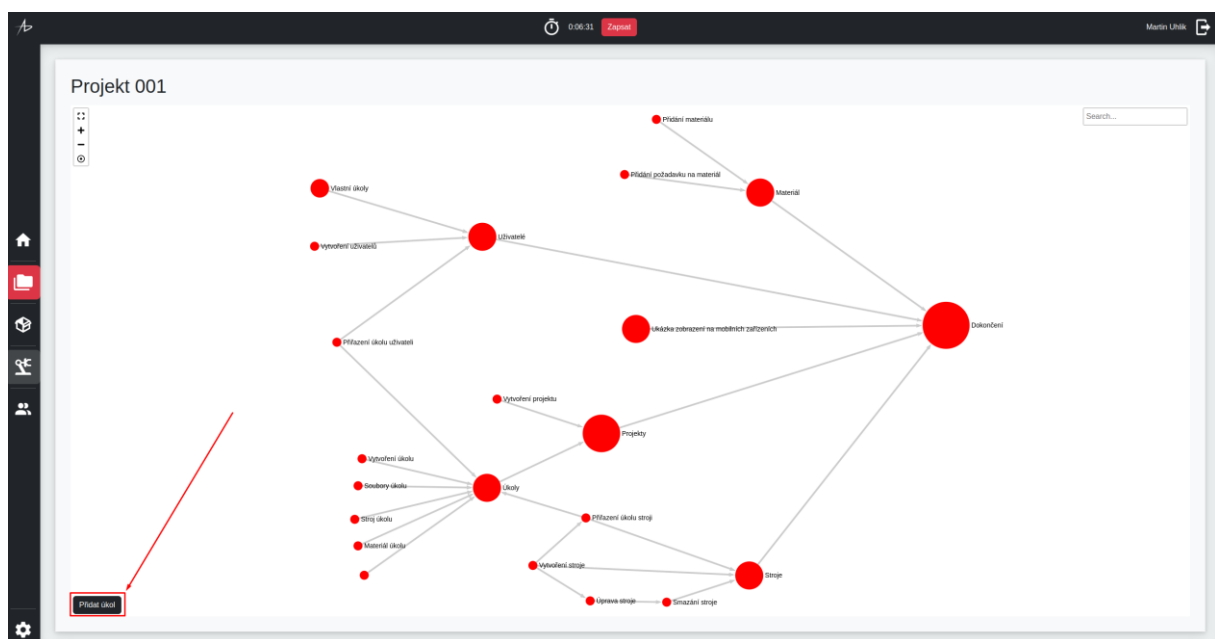 0:06:31 Zapsat
Martin Uhlik
Projekt 001
Search...
Přidání materiálu
Přidání požadavku na materiál
Vlastní úkoly
Materiál
Uživatelé
Vytvoření uživatelů
Ukázka zobrazení na mobilních zařízeních
Dokončení
Přiřazení úkolu uživateli
Vytvoření projektu
Projekty
Vytvoření úkolu
Soubory úkolu
Úkoly
Stroj úkolu
Přiřazení úkolu stroji
Materiál úkolu
Vytvoření stroje
Stroje
Úprava stroje
Smazání stroje
Přidat úkol